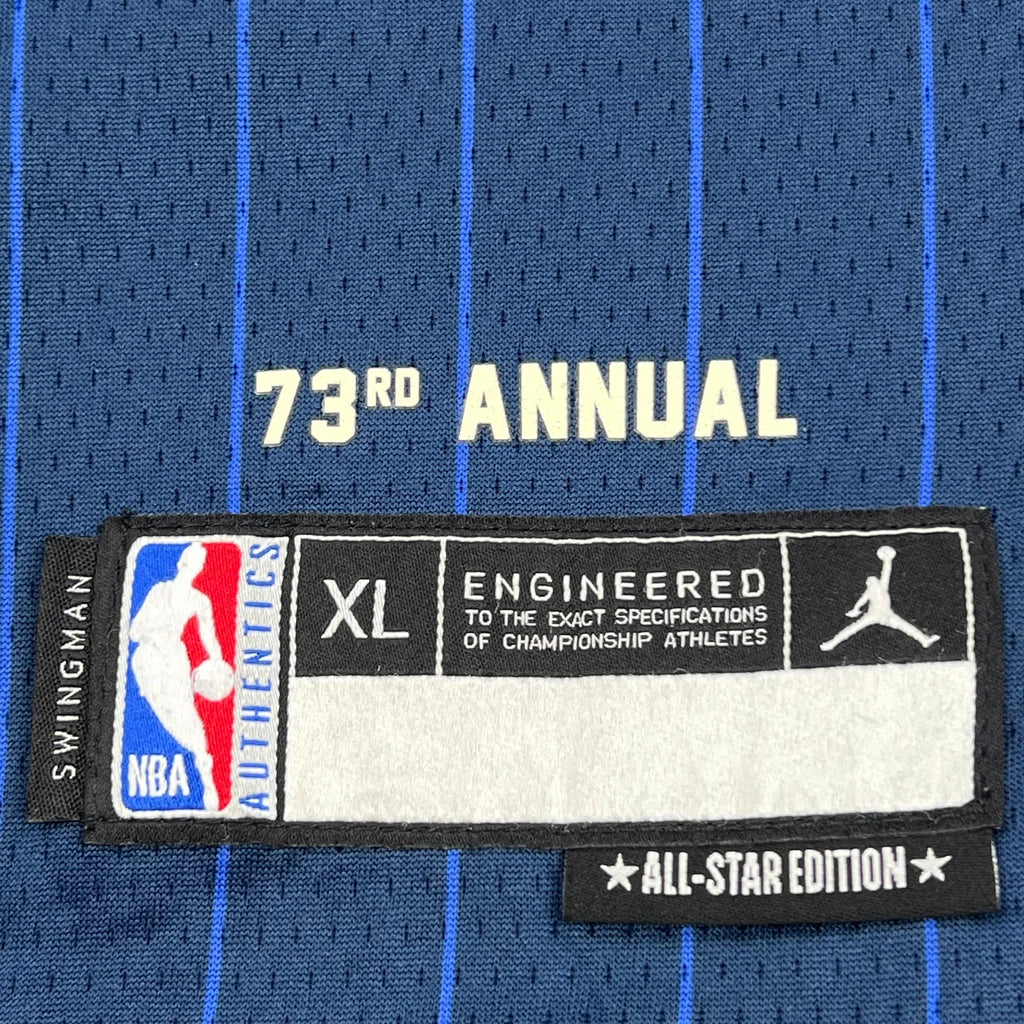 73RD ANNUAL
SWINGMAN
NBA
AUTHENTICS
XL
ENGINEERED
TO THE EXACT SPECIFICATIONS
OF CHAMPIONSHIP ATHLETES
★ALL-STAR EDITION★